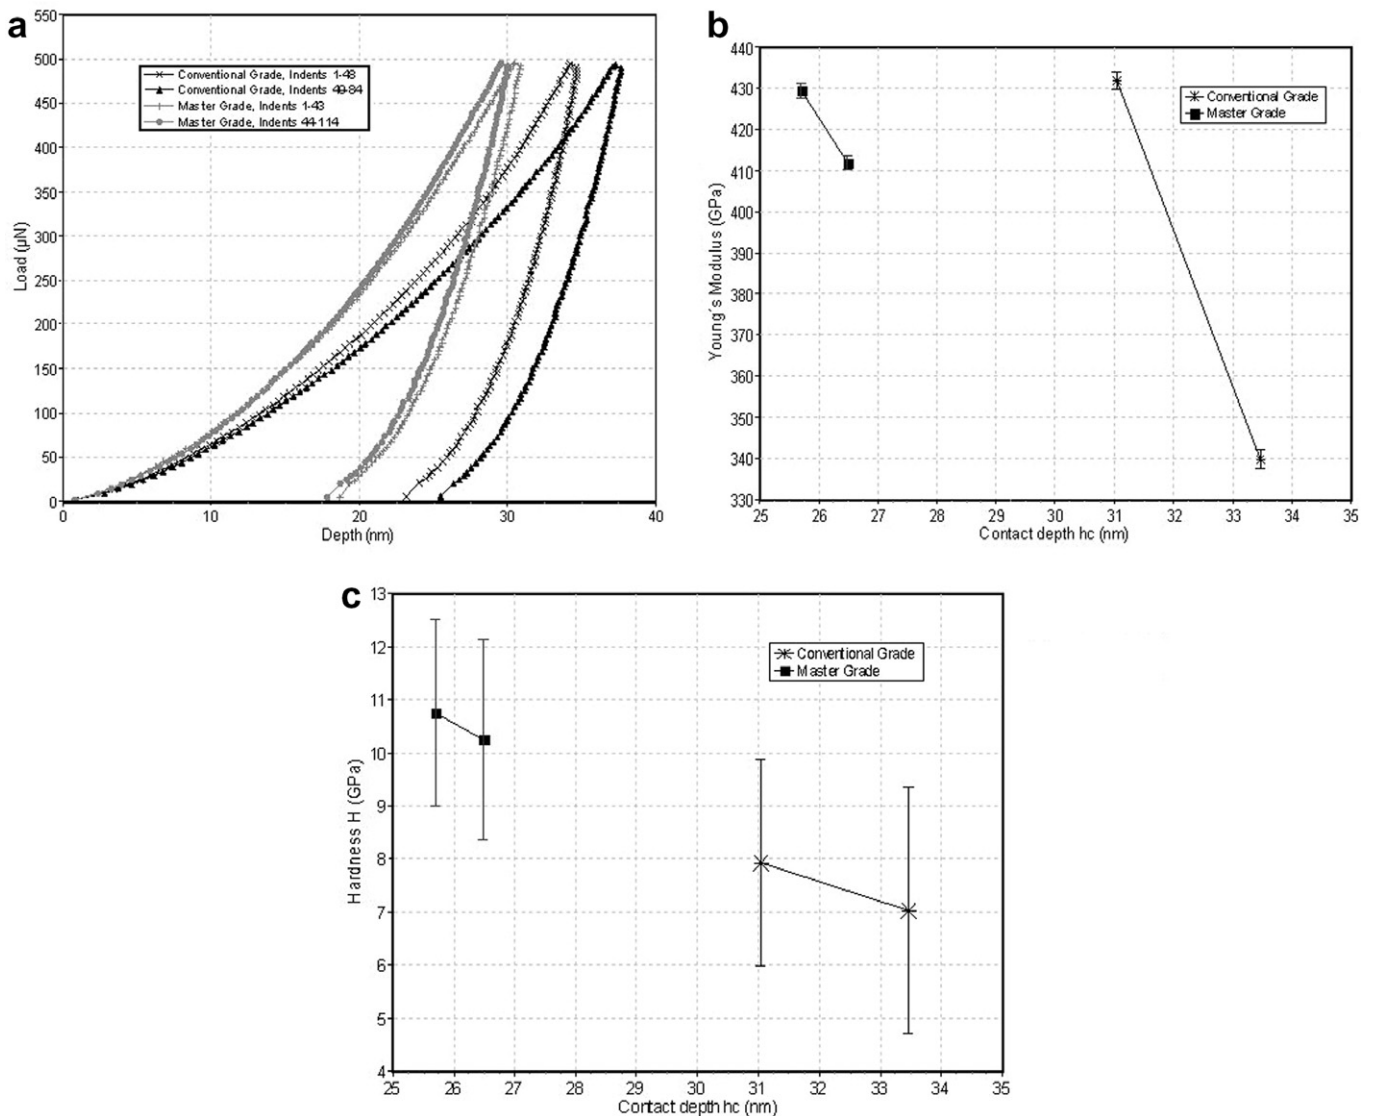 a
550
500
450
400
350
300
250
200
150
100
50
0
Load (µN)
Conventional Grade, Indents 1-48
Conventional Grade, Indents 49-84
Master Grade, Indents 1-43
Master Grade, Indents 44-114
0 10 20 30 40
Depth (nm)
b
440
430
420
410
400
390
380
370
360
350
340
330
Young´s Modulus (GPa)
Conventional Grade
Master Grade
25 26 27 28 29 30 31 32 33 34 35
Contact depth hc (nm)
c
13
12
11
10
9
8
7
6
5
4
Hardness H (GPa)
Conventional Grade
Master Grade
25 26 27 28 29 30 31 32 33 34 35
Contact depth hc (nm)